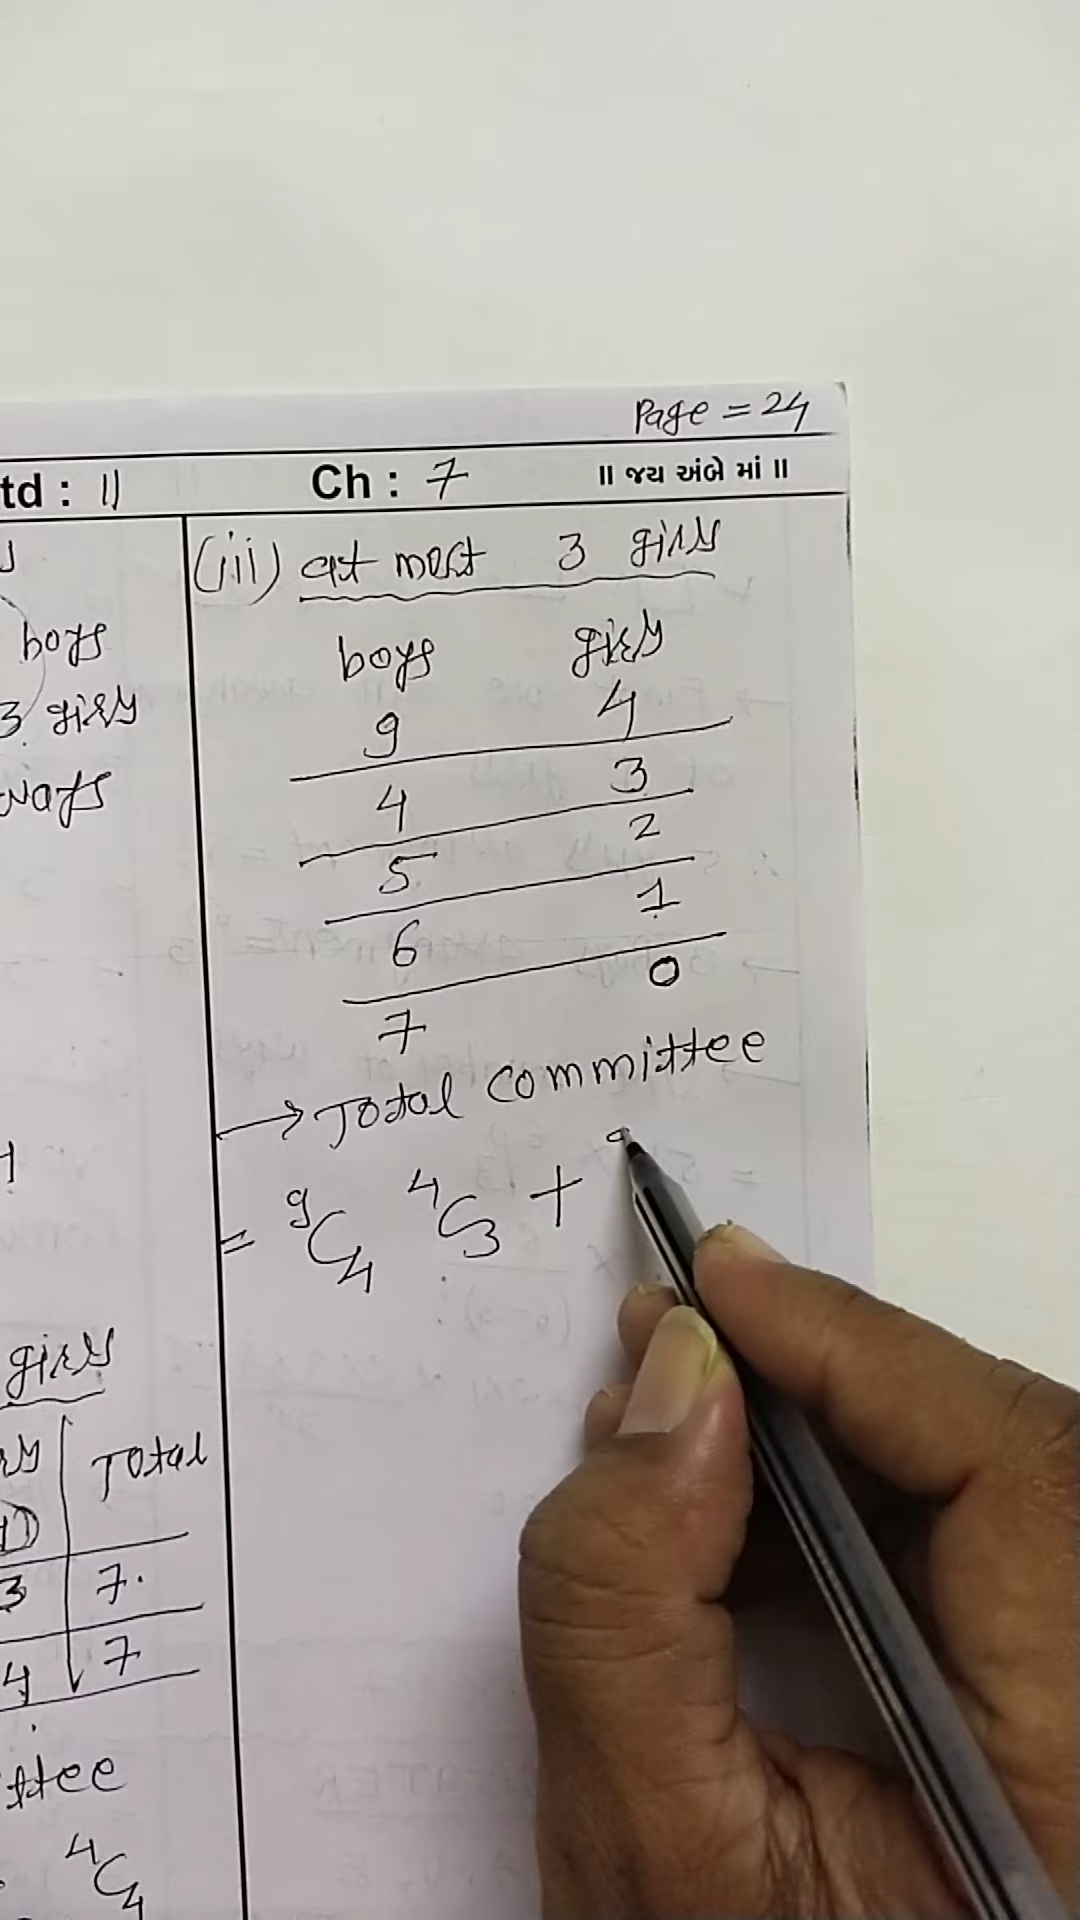 Page = 24
td : 11 Ch : 7 ॥ જય અંબે માં ॥
boys
3 girls
ways
girls
Total
3 7.
4 7
ttee
4C4
(iii) at most 3 girls
boys girls
9 4
4 3
5 2
6 1
7 0
→ Total committee
= 9C4 4C3 + 9